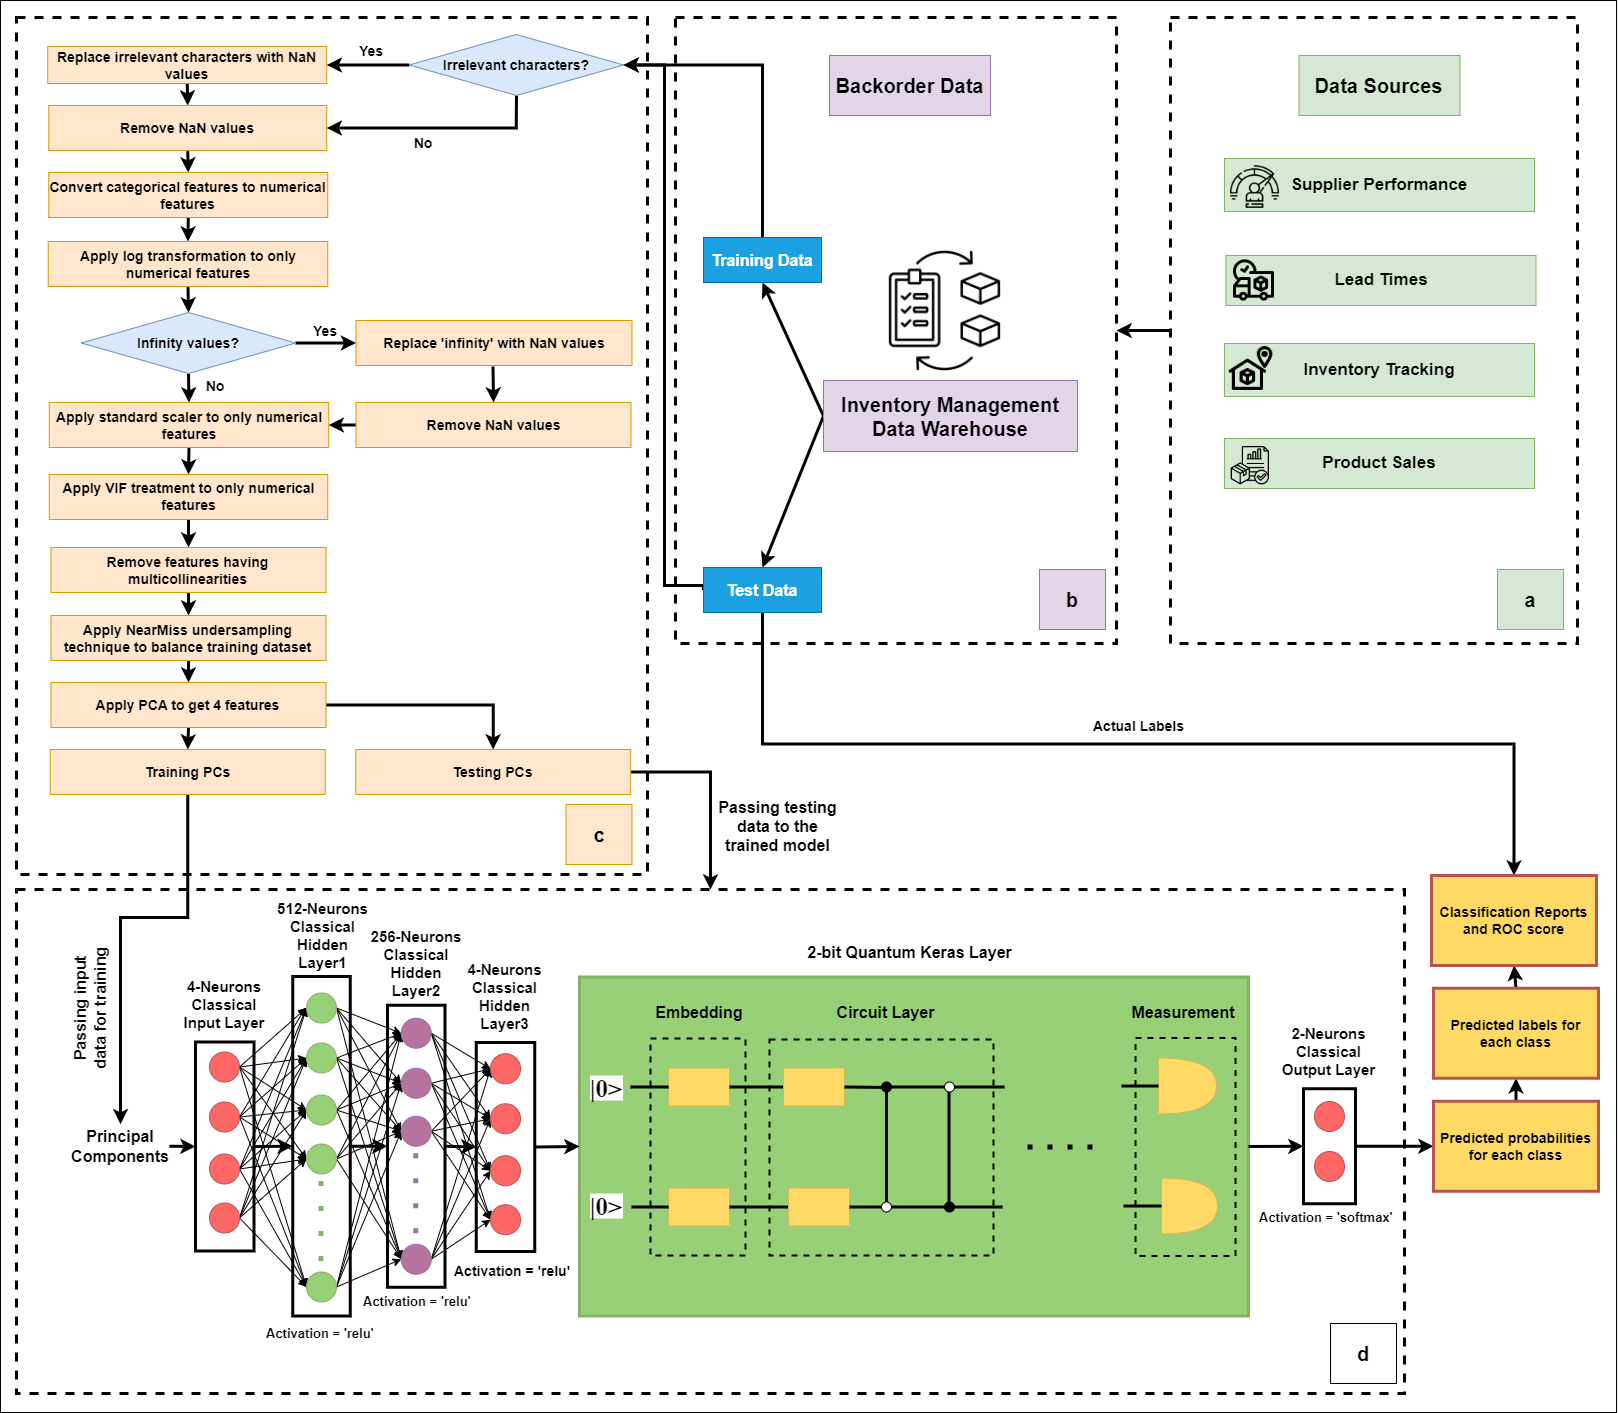 Replace irrelevant characters with NaN
values
Yes
Irrelevant characters?
No
Remove NaN values
Convert categorical features to numerical
features
Apply log transformation to only
numerical features
Infinity values?
Yes
Replace 'infinity' with NaN values
No
Apply standard scaler to only numerical
features
Remove NaN values
Apply VIF treatment to only numerical
features
Remove features having
multicollinearities
Apply NearMiss undersampling
technique to balance training dataset
Apply PCA to get 4 features
Training PCs
Testing PCs
c
Backorder Data
Training Data
Inventory Management
Data Warehouse
Test Data
b
Data Sources
Supplier Performance
Lead Times
Inventory Tracking
Product Sales
a
Actual Labels
Passing testing
data to the
trained model
Passing input
data for training
Principal
Components
4-Neurons
Classical
Input Layer
512-Neurons
Classical
Hidden
Layer1
Activation = 'relu'
256-Neurons
Classical
Hidden
Layer2
Activation = 'relu'
4-Neurons
Classical
Hidden
Layer3
Activation = 'relu'
2-bit Quantum Keras Layer
Embedding
Circuit Layer
Measurement
|0>
|0>
2-Neurons
Classical
Output Layer
Activation = 'softmax'
d
Classification Reports
and ROC score
Predicted labels for
each class
Predicted probabilities
for each class